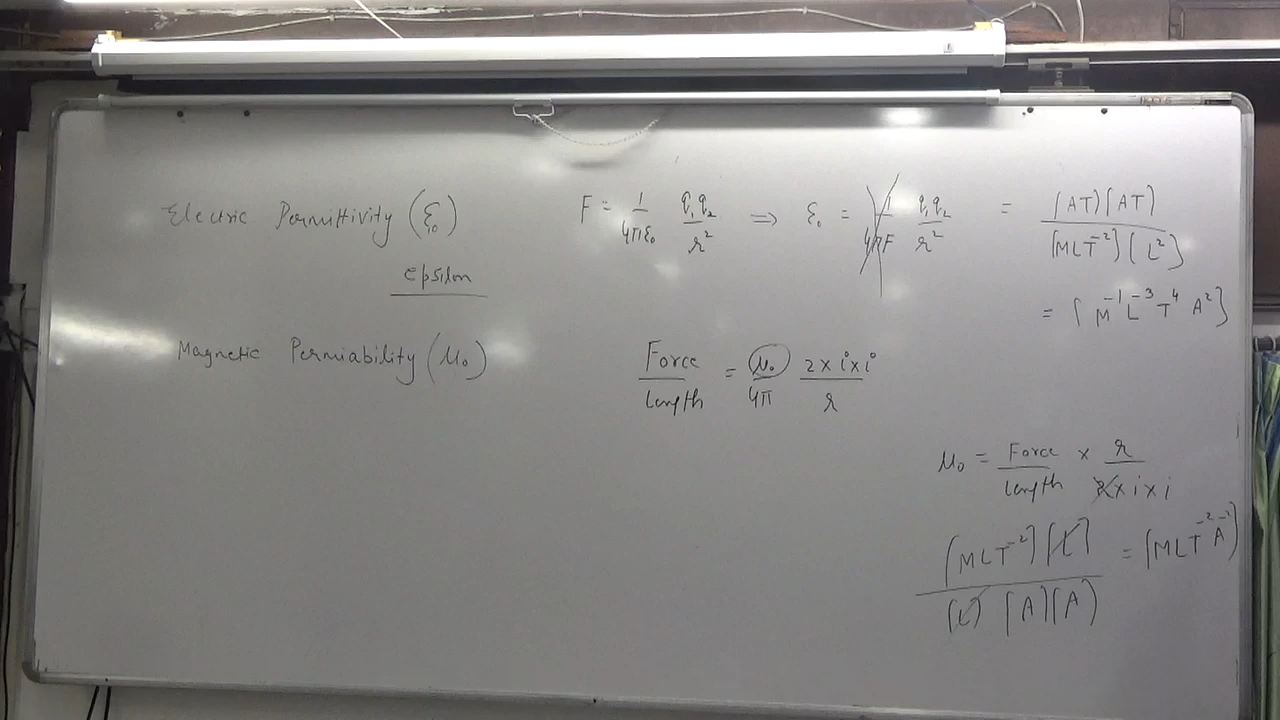 Electric Permittivity (ε₀) F = 1/4πε₀ q₁q₂/r² ⇒ ε₀ = 1/4πF q₁q₂/r² = [AT][AT]/[MLT⁻²][L²]
epsilon
= [M⁻¹L⁻³T⁴A²]
Magnetic Permiability (μ₀) Force/length = μ₀/4π 2×i×i/r
μ₀ = Force/length × r/2×i×i
[MLT⁻²][L]/[L][A][A] = [MLT⁻²A⁻²]